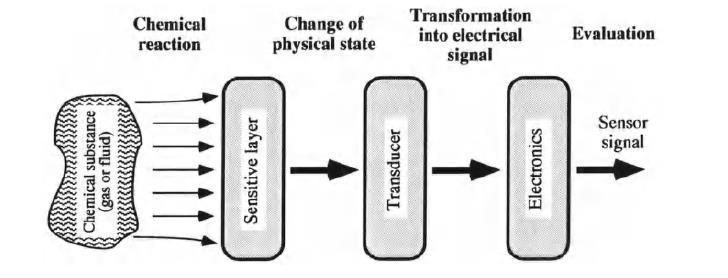 Chemical
reaction
Change of
physical state
Transformation
into electrical
signal
Evaluation
Chemical substance
(gas or fluid)
Sensitive layer
Transducer
Electronics
Sensor
signal